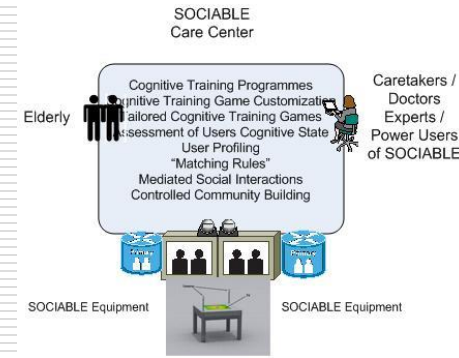 SOCIABLE
Care Center
Cognitive Training Programmes
Cognitive Training Game Customization
Tailored Cognitive Training Games
Assessment of Users Cognitive State
User Profiling
“Matching Rules”
Mediated Social Interactions
Controlled Community Building
Elderly
Caretakers /
Doctors
Experts /
Power Users
of SOCIABLE
SOCIABLE Equipment
SOCIABLE Equipment